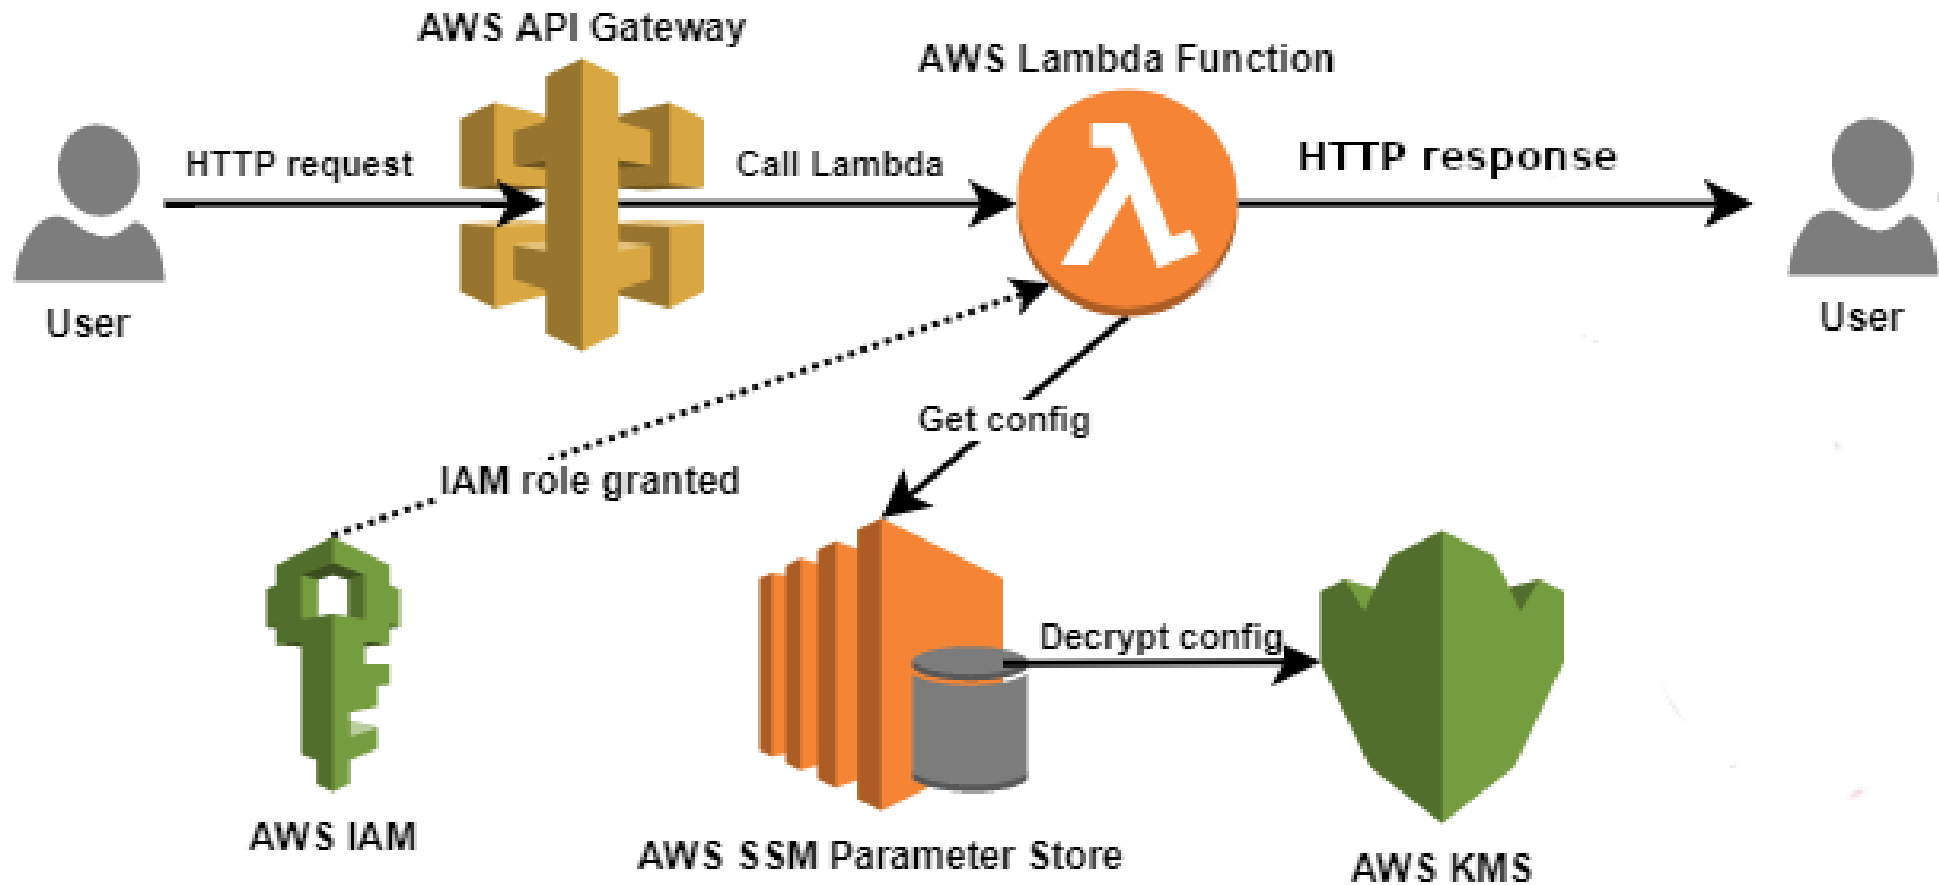 AWS API Gateway
AWS Lambda Function
HTTP request
Call Lambda
HTTP response
User
User
Get config
IAM role granted
Decrypt config
AWS IAM
AWS SSM Parameter Store
AWS KMS